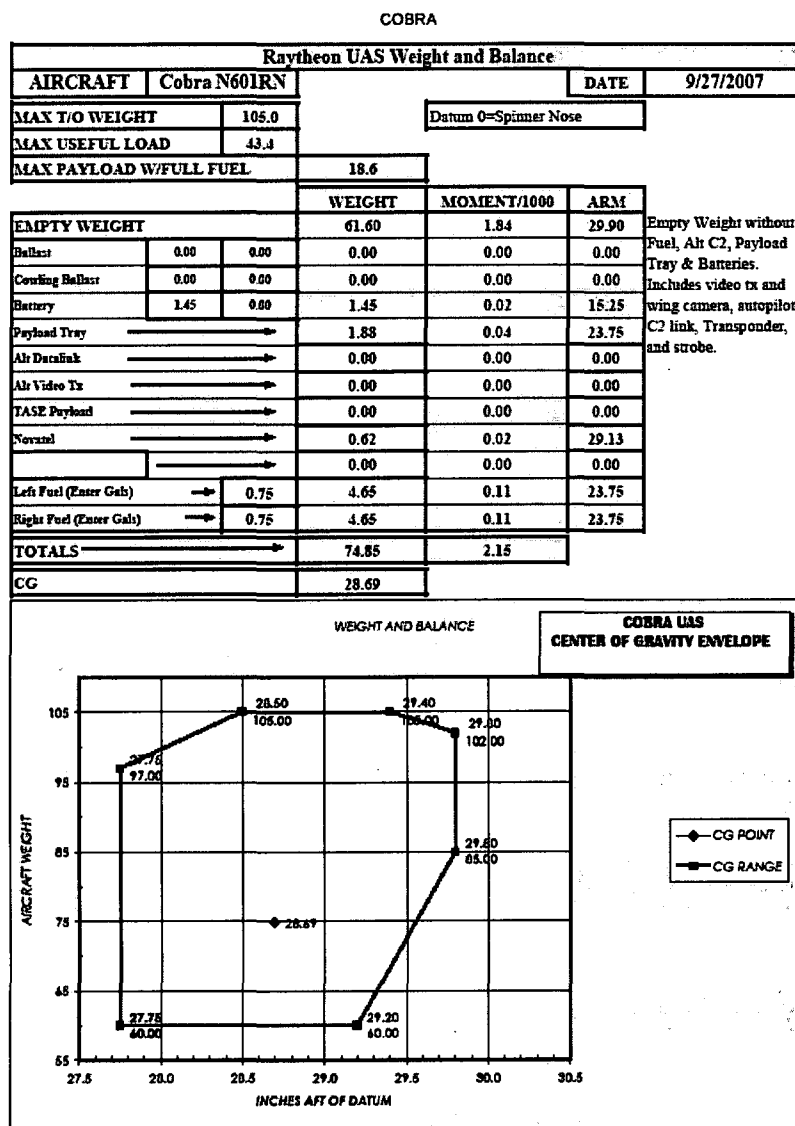 COBRA
Raytheon UAS Weight and Balance
AIRCRAFT Cobra N601RN DATE 9/27/2007
MAX T/O WEIGHT 105.0 Datum 0=Spinner Nose
MAX USEFUL LOAD 43.4
MAX PAYLOAD W/FULL FUEL 18.6
WEIGHT MOMENT/1000 ARM
EMPTY WEIGHT 61.60 1.84 29.90
Ballast 0.00 0.00 0.00 0.00 0.00
Cowling Ballast 0.00 0.00 0.00 0.00 0.00
Battery 1.45 0.00 1.45 0.02 15.25
Payload Tray 1.88 0.04 23.75
Alt Datalink 0.00 0.00 0.00
Alt Video Tx 0.00 0.00 0.00
TASE Payload 0.00 0.00 0.00
Novatel 0.62 0.02 29.13
0.00 0.00 0.00
Left Fuel (Enter Gals) 0.75 4.65 0.11 23.75
Right Fuel (Enter Gals) 0.75 4.65 0.11 23.75
TOTALS 74.85 2.15
CG 28.69
Empty Weight without
Fuel, Alt C2, Payload
Tray & Batteries.
Includes video tx and
wing camera, autopilot
C2 link, Transponder,
and strobe.
WEIGHT AND BALANCE
COBRA UAS
CENTER OF GRAVITY ENVELOPE
28.50
105.00
29.40
105.00
29.80
102.00
27.75
97.00
29.80
85.00
28.69
27.75
60.00
29.20
60.00
105
95
85
75
65
55
AIRCRAFT WEIGHT
27.5 28.0 28.5 29.0 29.5 30.0 30.5
INCHES AFT OF DATUM
CG POINT
CG RANGE